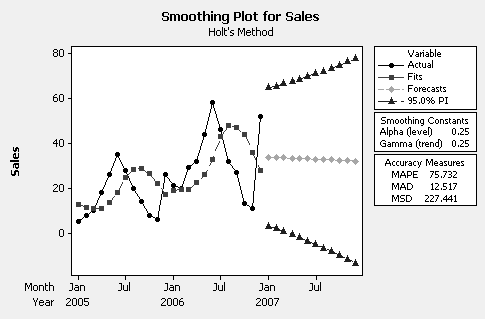 Smoothing Plot for Sales
Holt's Method
Sales
80
60
40
20
0
Month Jan Jul Jan Jul Jan Jul
Year 2005 2006 2007
Variable
Actual
Fits
Forecasts
95.0% PI
Smoothing Constants
Alpha (level) 0.25
Gamma (trend) 0.25
Accuracy Measures
MAPE 75.732
MAD 12.517
MSD 227.441